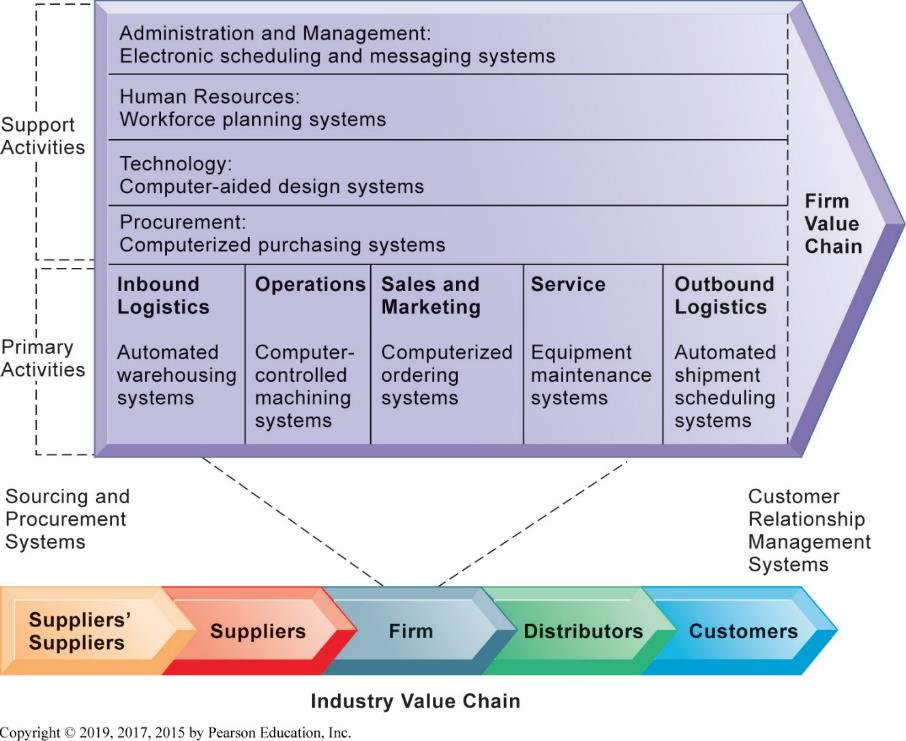 Administration and Management:
Electronic scheduling and messaging systems
Human Resources:
Workforce planning systems
Support
Activities
Technology:
Computer-aided design systems
Procurement:
Computerized purchasing systems
Firm
Value
Chain
Primary
Activities
Inbound
Logistics
Automated
warehousing
systems
Operations
Computer-
controlled
machining
systems
Sales and
Marketing
Computerized
ordering
systems
Service
Equipment
maintenance
systems
Outbound
Logistics
Automated
shipment
scheduling
systems
Sourcing and
Procurement
Systems
Customer
Relationship
Management
Systems
Suppliers'
Suppliers
Suppliers
Firm
Distributors
Customers
Industry Value Chain
Copyright © 2019, 2017, 2015 by Pearson Education, Inc.